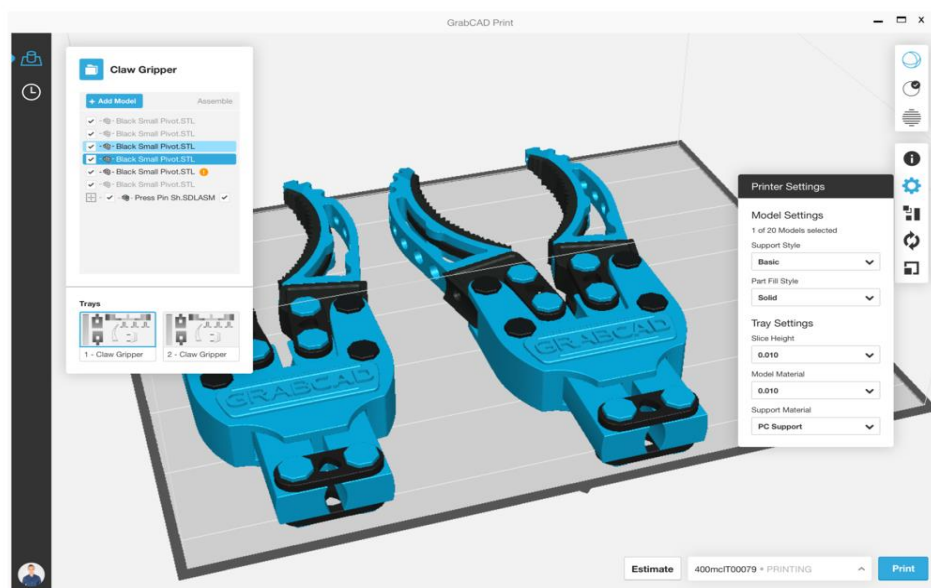 GrabCAD Print
Claw Gripper
+ Add Model
Assemble
Black Small Pivot.STL
Black Small Pivot.STL
Black Small Pivot.STL
Black Small Pivot.STL
Black Small Pivot.STL
Black Small Pivot.STL
Press Pin Sh.SDLASM
Trays
1 - Claw Gripper
2 - Claw Gripper
GRABCAD
GRABCAD
Printer Settings
Model Settings
1 of 20 Models selected
Support Style
Basic
Part Fill Style
Solid
Tray Settings
Slice Height
0.010
Model Material
0.010
Support Material
PC Support
Estimate
400mcIT00079 • PRINTING
Print